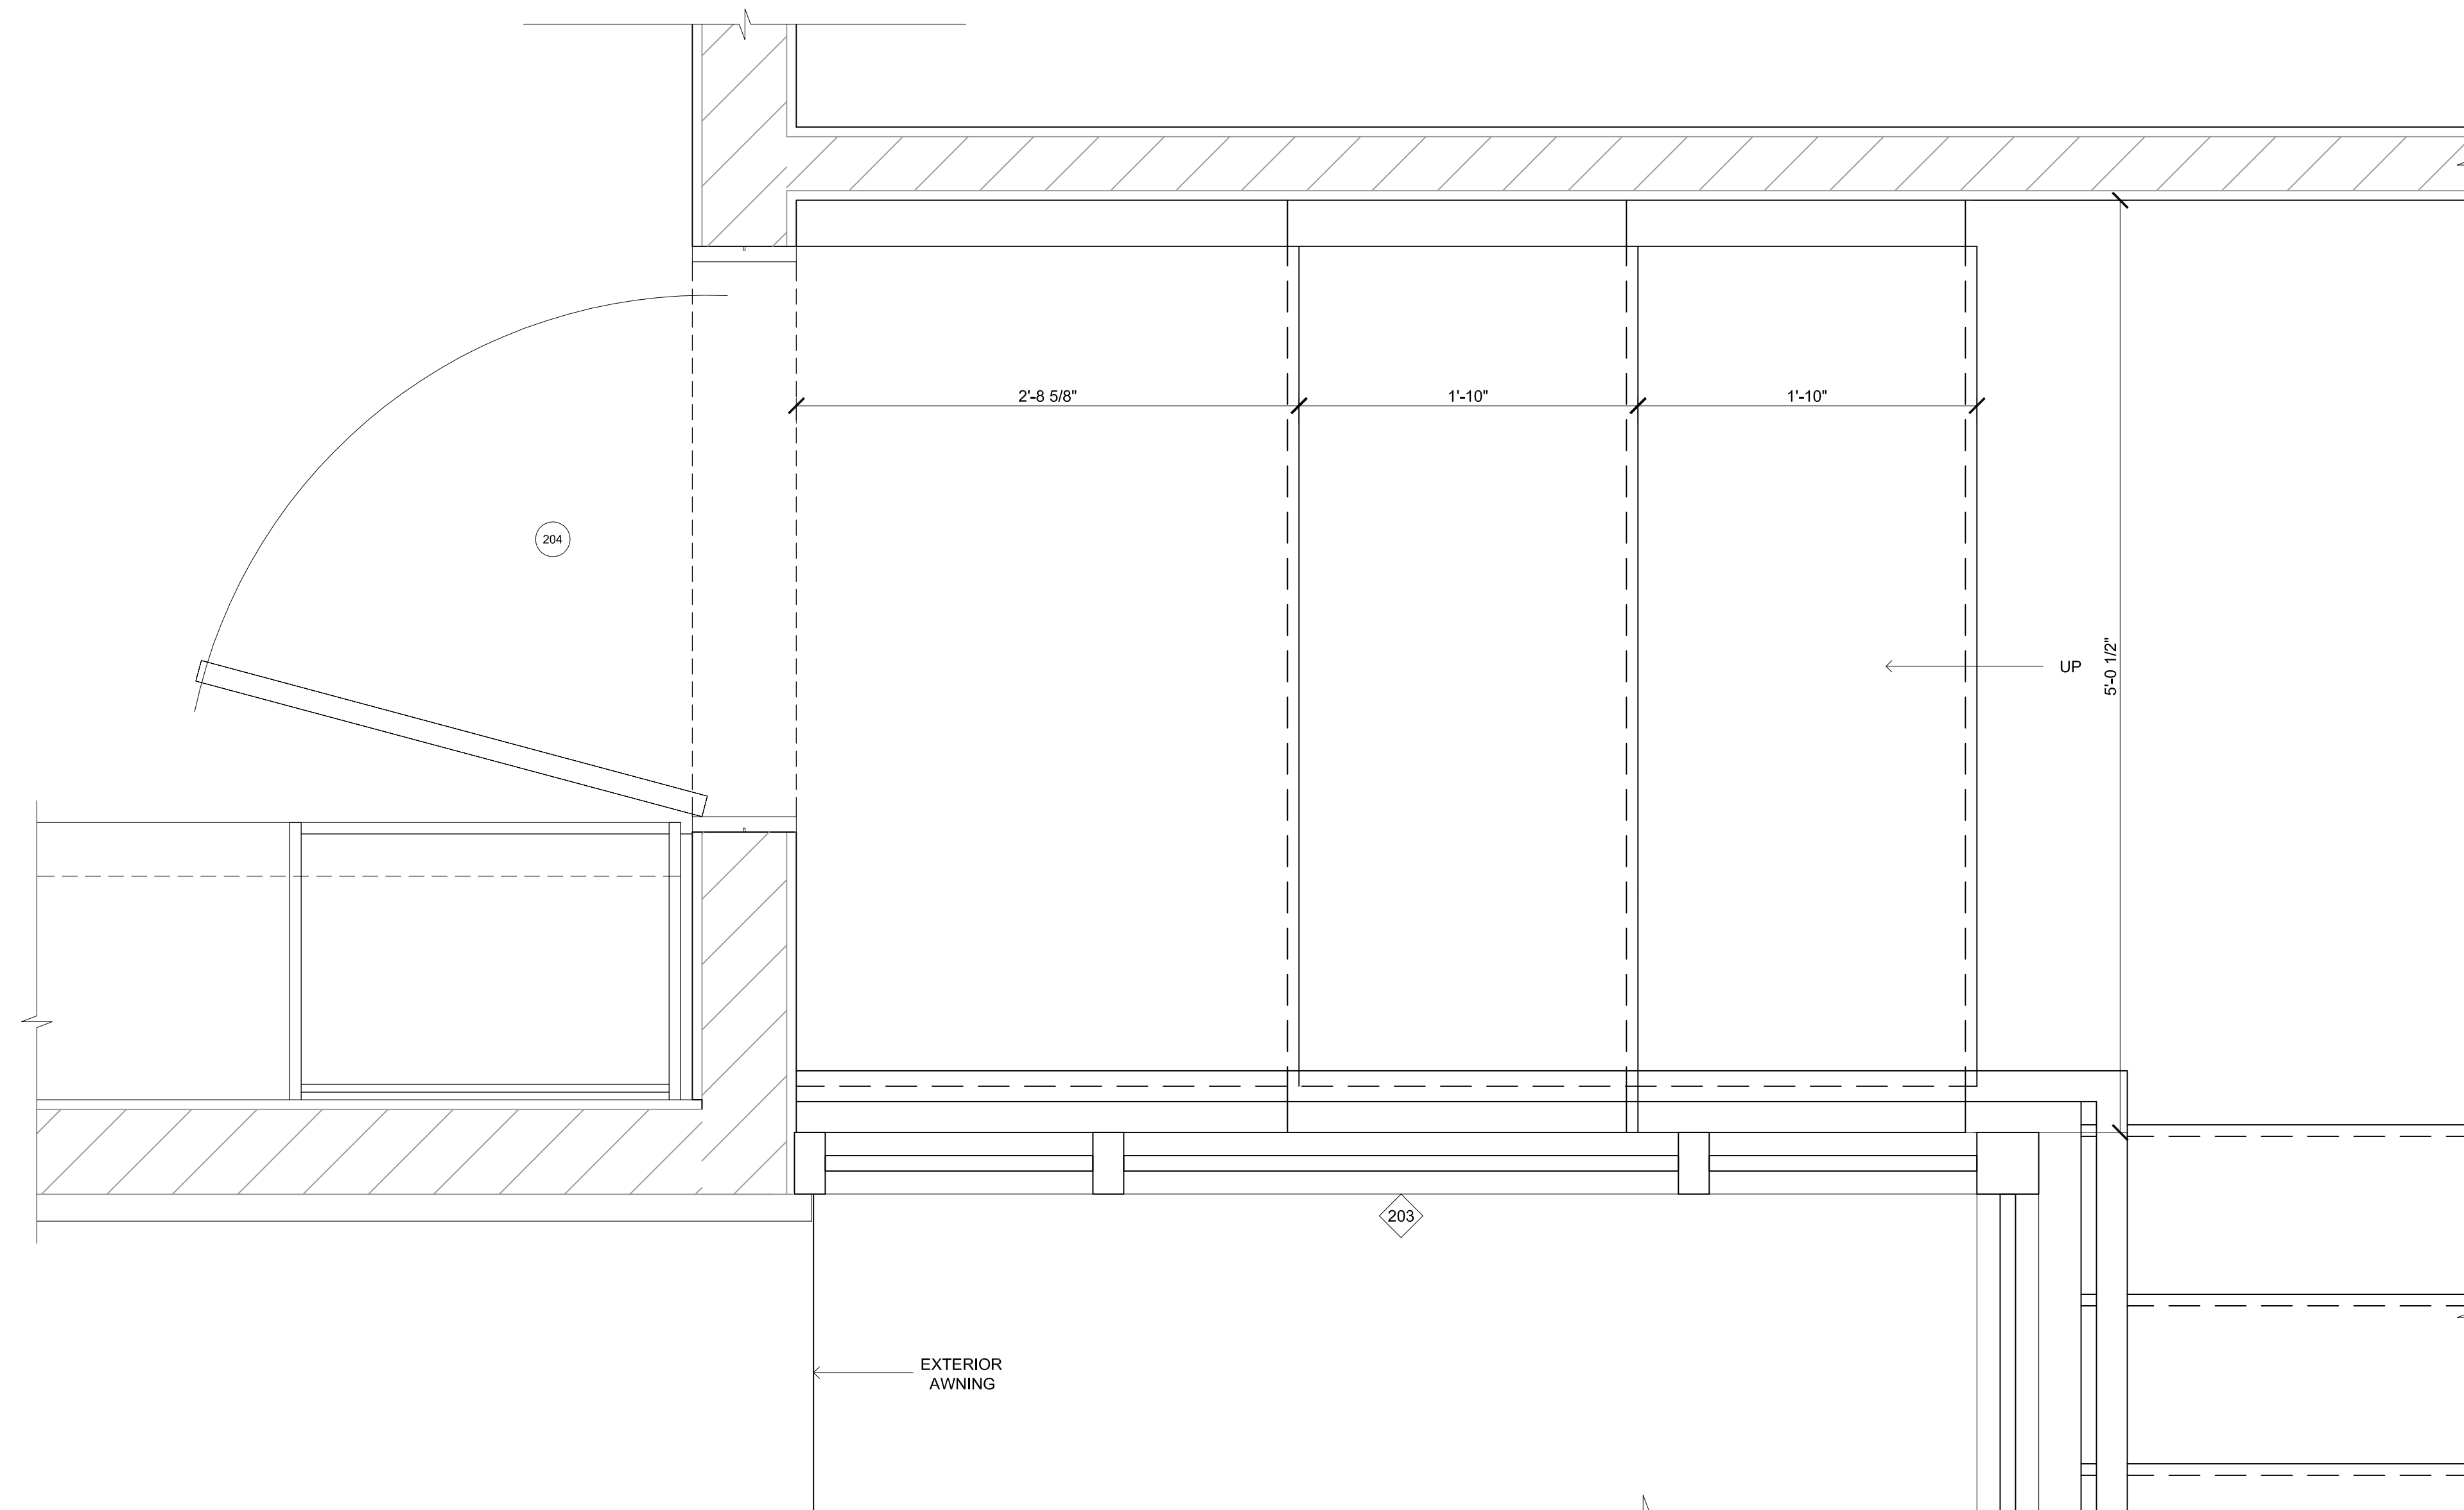 2'-8 5/8"
1'-10"
1'-10"
204
UP
5'-0 1/2"
203
EXTERIOR
AWNING